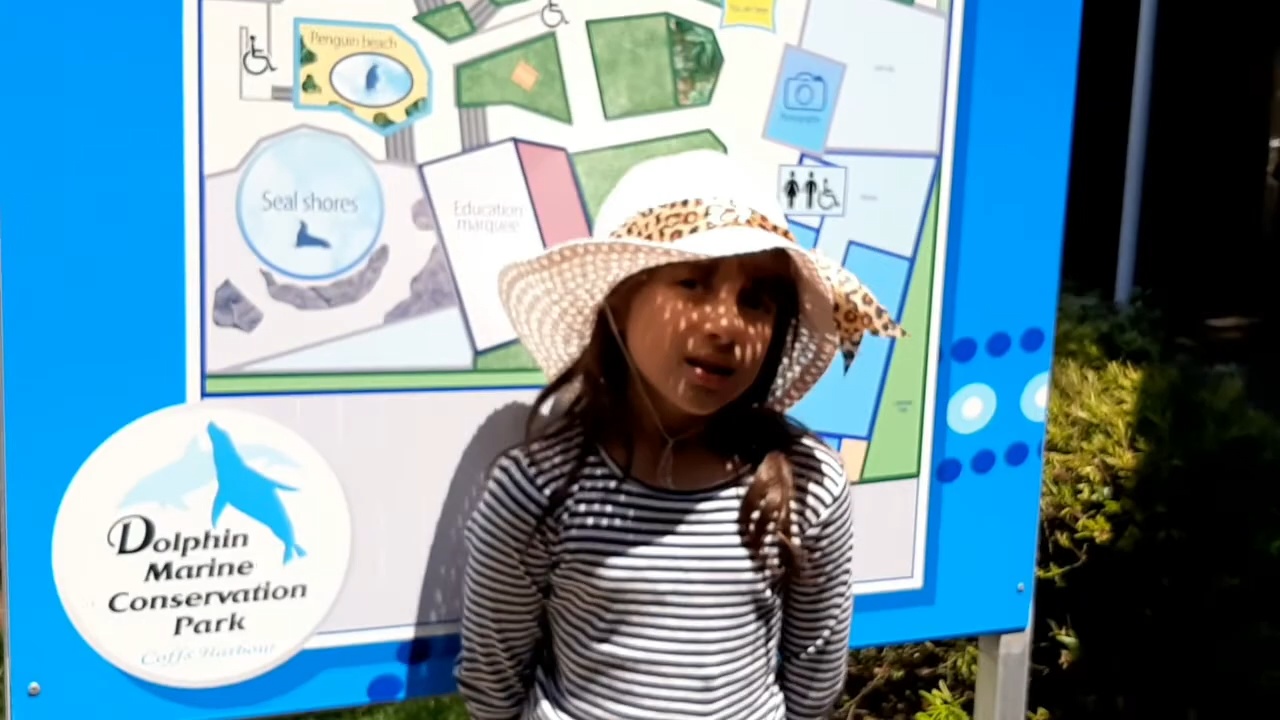 Penguin beach
Seal shores
Education
marquee
Dolphin
Marine
Conservation
Park
Coffs Harbour